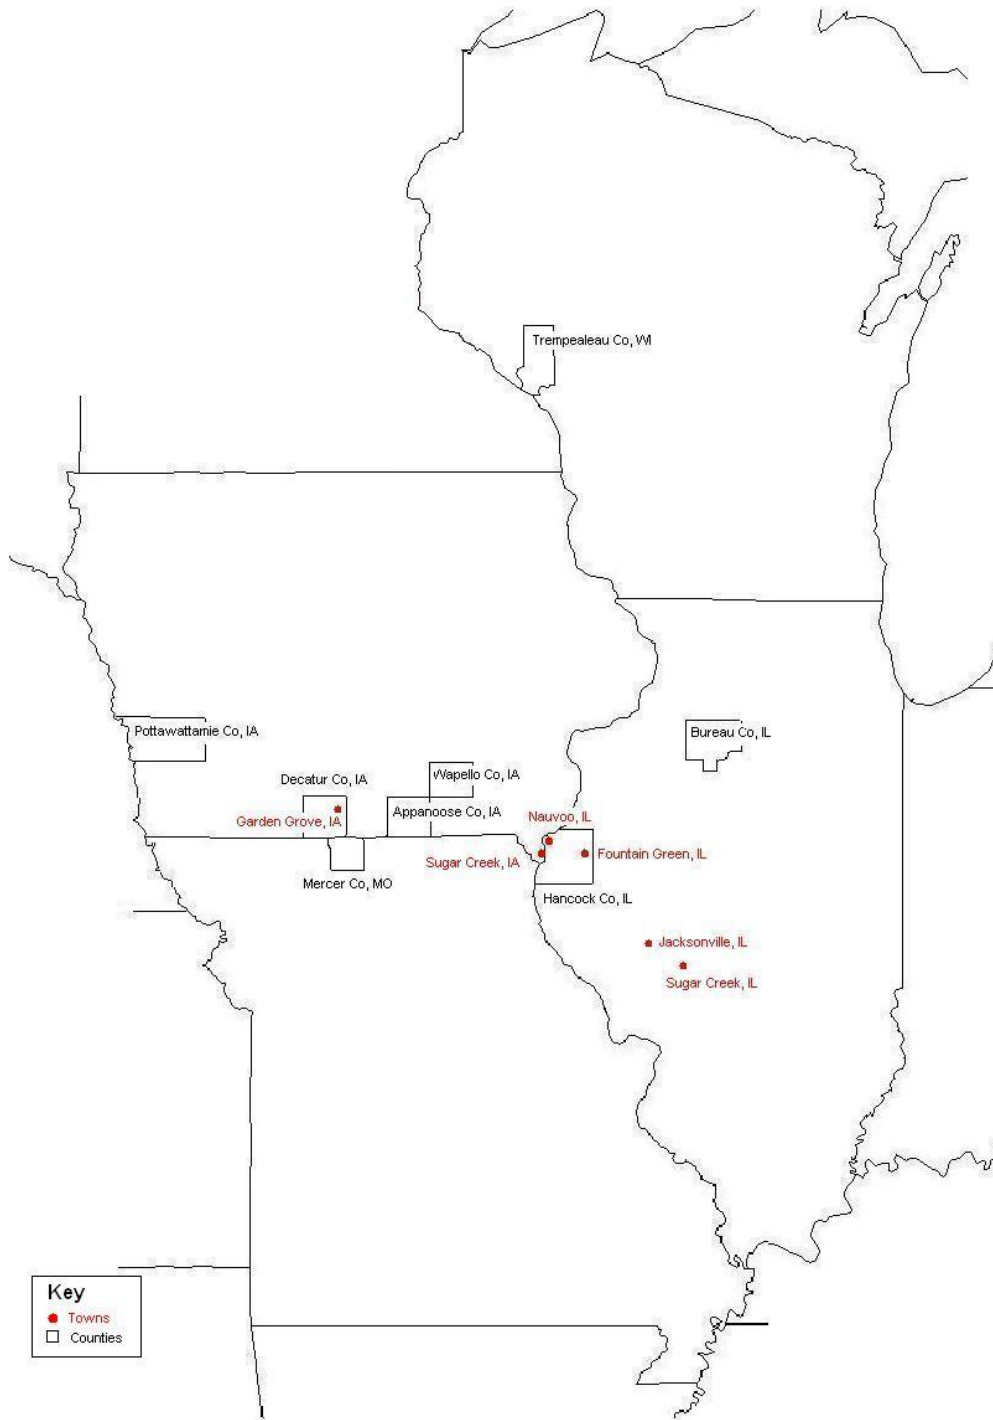 Trempealeau Co, WI
Pottawattamie Co, IA
Bureau Co, IL
Wapello Co, IA
Decatur Co, IA
Appanoose Co, IA
Garden Grove, IA
Nauvoo, IL
Sugar Creek, IA
Fountain Green, IL
Mercer Co, MO
Hancock Co, IL
Jacksonville, IL
Sugar Creek, IL
Key
Towns
Counties